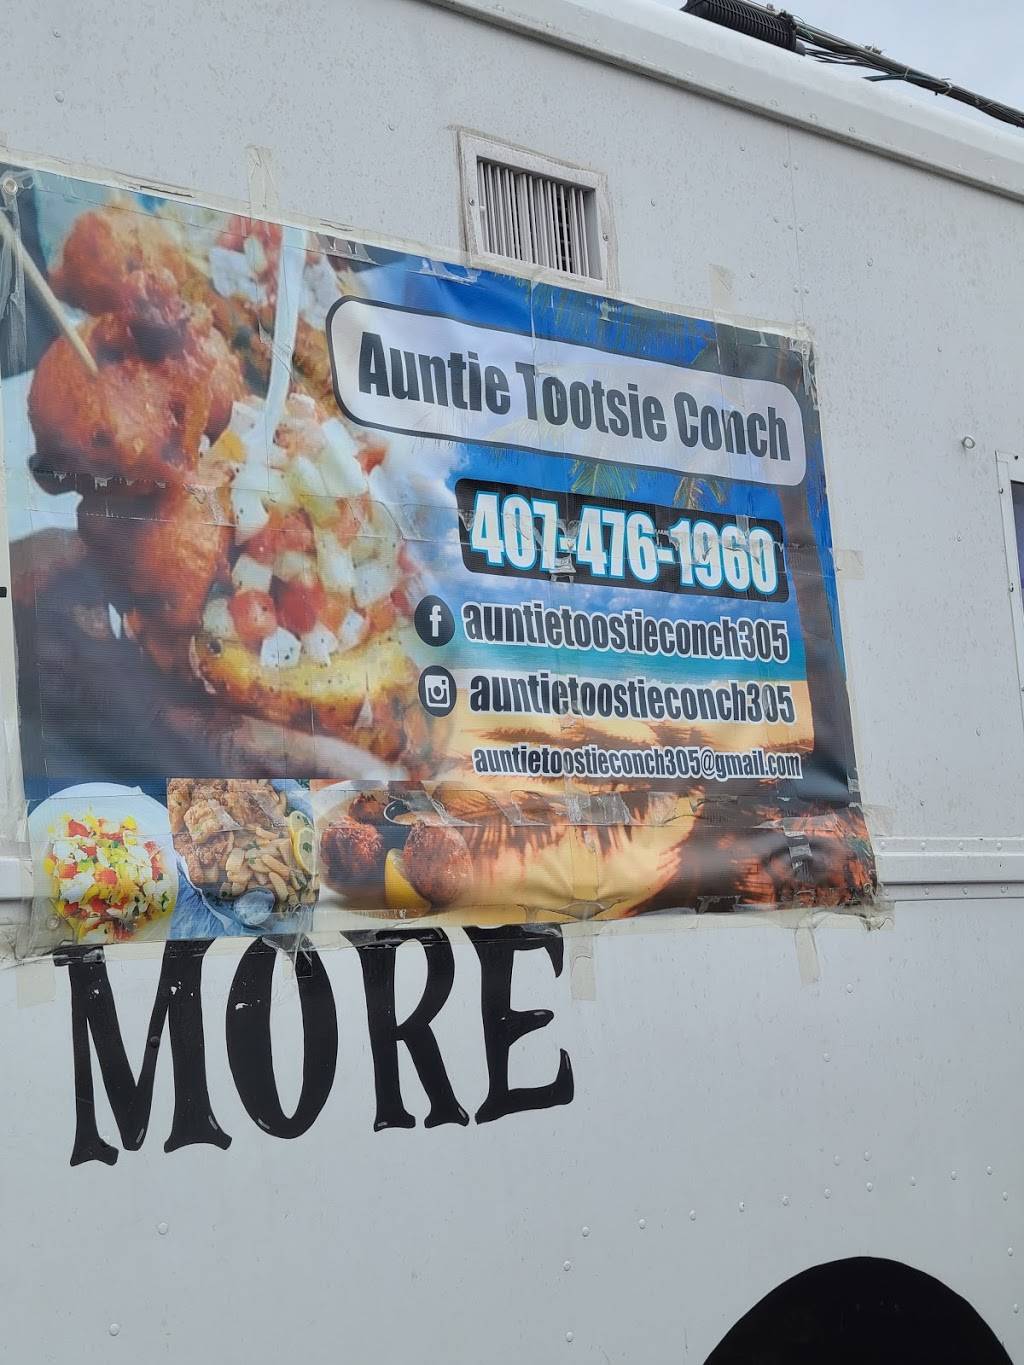 Auntie Tootsie Conch
407-476-1960
f auntietoostieconch305
auntietoostieconch305
auntietoostieconch305@gmail.com
MORE